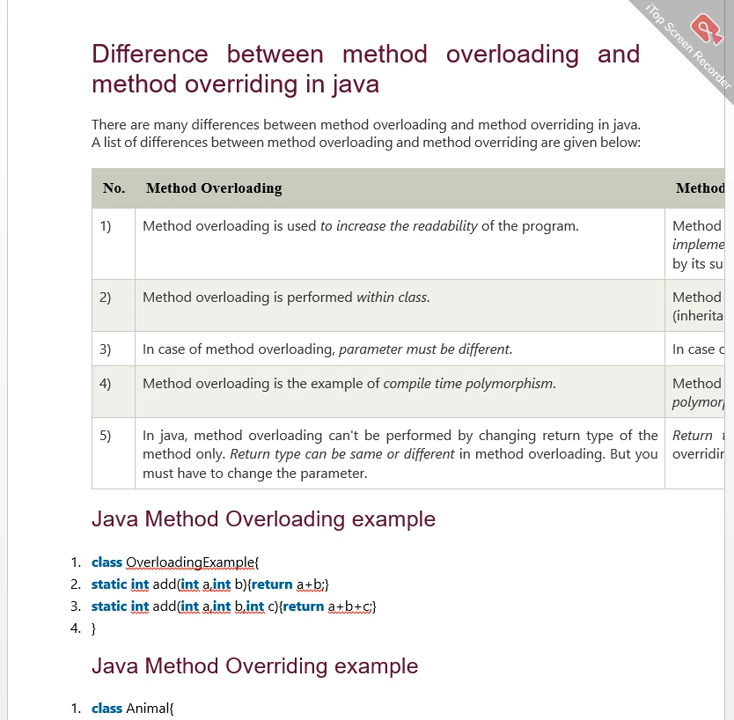 iTop Screen Recorder
Difference between method overloading and
method overriding in java
There are many differences between method overloading and method overriding in java.
A list of differences between method overloading and method overriding are given below:
No. Method Overloading Method
1) Method overloading is used to increase the readability of the program. Method
impleme
by its su
2) Method overloading is performed within class. Method
(inherita
3) In case of method overloading, parameter must be different. In case
4) Method overloading is the example of compile time polymorphism. Method
polymor
5) In java, method overloading can't be performed by changing return type of the Return
method only. Return type can be same or different in method overloading. But you overridin
must have to change the parameter.
Java Method Overloading example
1. class OverloadingExample{
2. static int add(int a,int b){return a+b;}
3. static int add(int a,int b,int c){return a+b+c;}
4. }
Java Method Overriding example
1. class Animal{